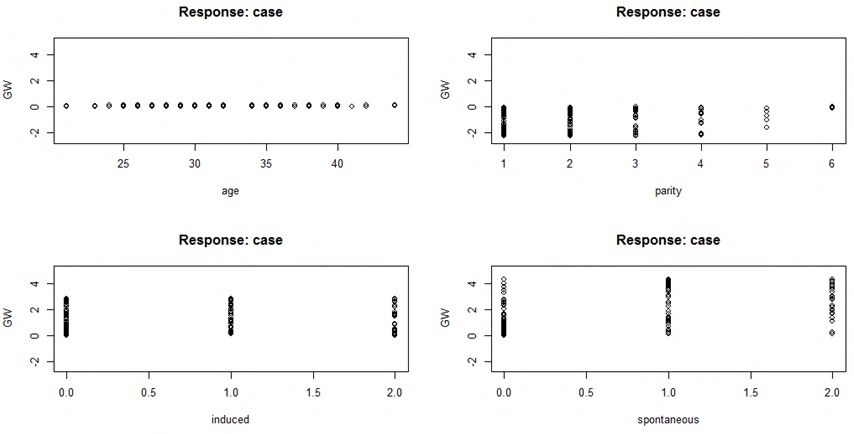 Response: case
GW
4
2
0
-2
25 30 35 40
age
Response: case
GW
4
2
0
-2
1 2 3 4 5 6
parity
Response: case
GW
4
2
0
-2
0.0 0.5 1.0 1.5 2.0
induced
Response: case
GW
4
2
0
-2
0.0 0.5 1.0 1.5 2.0
spontaneous